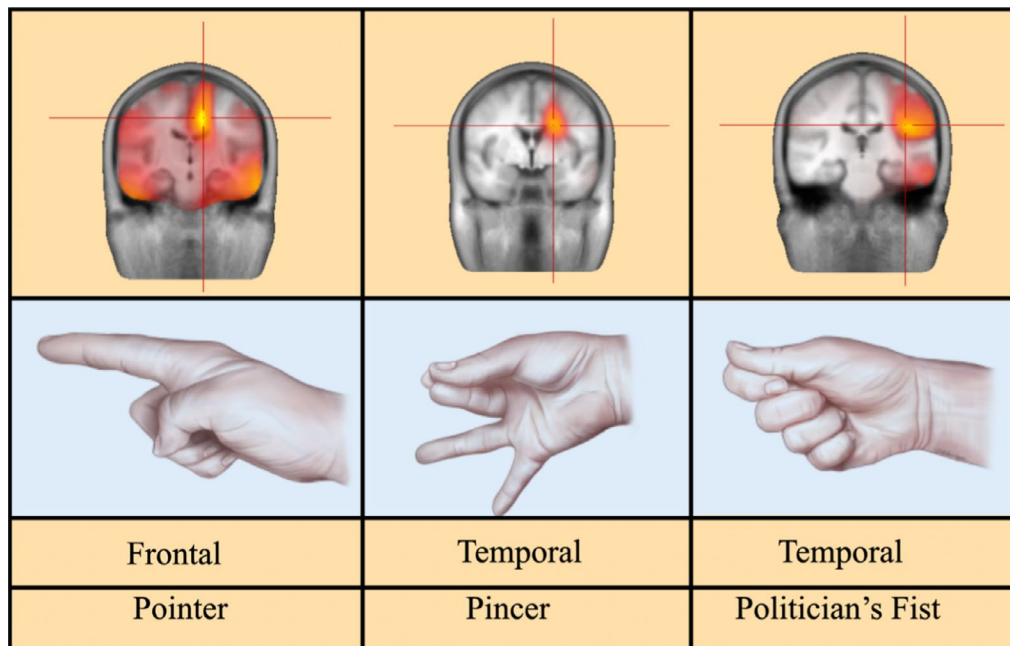 Frontal
Temporal
Temporal
Pointer
Pincer
Politician’s Fist